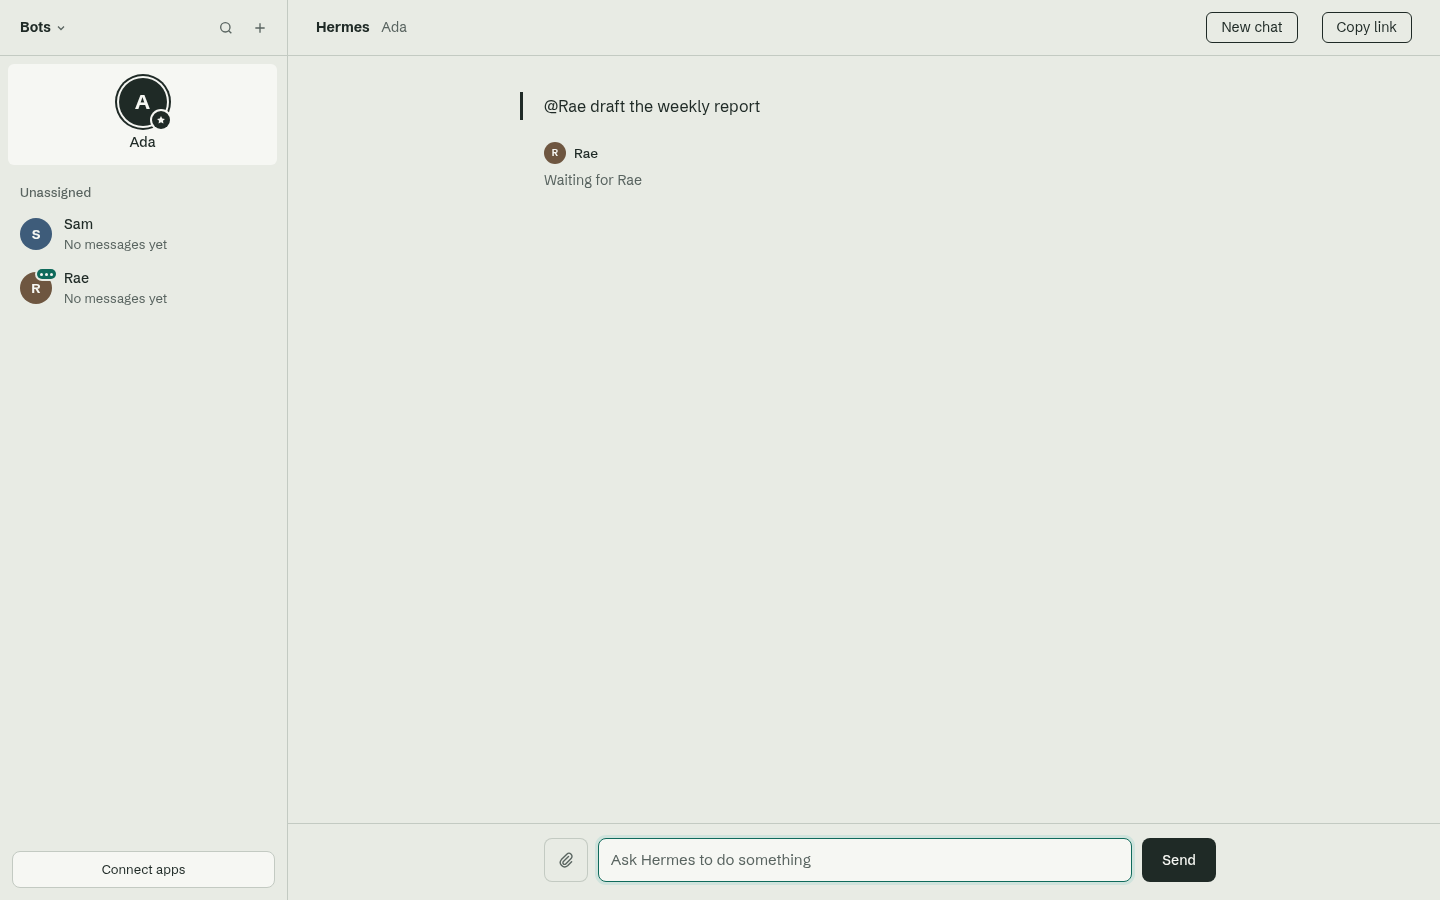 Bots
Hermes Ada
New chat
Copy link
A
Ada
Unassigned
S
Sam
No messages yet
R
Rae
No messages yet
@Rae draft the weekly report
R
Rae
Waiting for Rae
Connect apps
Ask Hermes to do something
Send